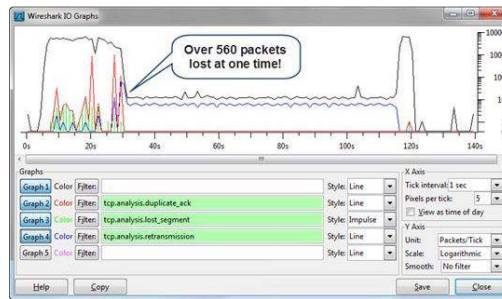 Wireshark IO Graphs
Over 560 packets
lost at one time!
1000
100
10
1
0s 20s 40s 60s 80s 100s 120s 140s
Graphs
Graph 1 Color Filter: Style: Line
Graph 2 Color Filter: tcp.analysis.duplicate_ack Style: Line
Graph 3 Color Filter: tcp.analysis.lost_segment Style: Impulse
Graph 4 Color Filter: tcp.analysis.retransmission Style: Line
Graph 5 Color Filter: Style: Line
X Axis
Tick interval: 1 sec
Pixels per tick: 5
View as time of day
Y Axis
Unit: Packets/Tick
Scale: Logarithmic
Smooth: No filter
Help Copy Save Close